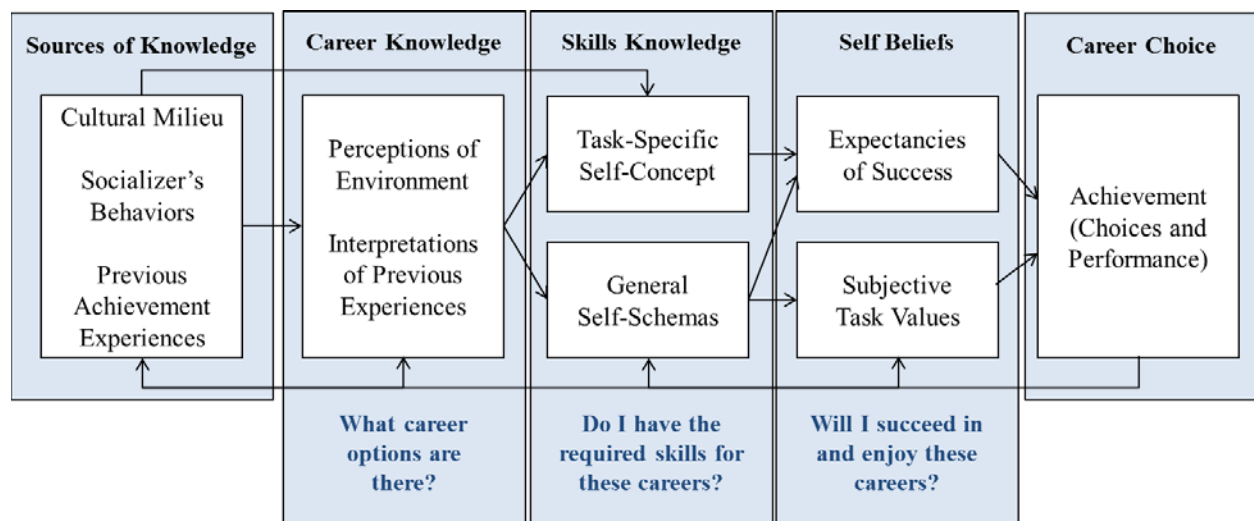 Sources of Knowledge
Cultural Milieu
Socializer's
Behaviors
Previous
Achievement
Experiences
Career Knowledge
Perceptions of
Environment
Interpretations
of Previous
Experiences
What career
options are
there?
Skills Knowledge
Task-Specific
Self-Concept
General
Self-Schemas
Do I have the
required skills for
these careers?
Self Beliefs
Expectancies
of Success
Subjective
Task Values
Will I succeed in
and enjoy these
careers?
Career Choice
Achievement
(Choices and
Performance)